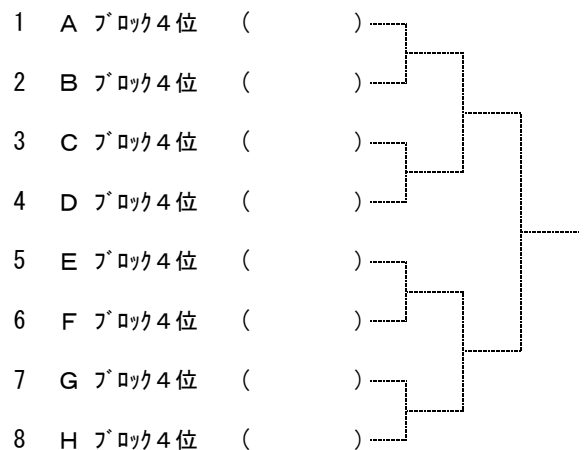 1 A ﾌﾞﾛｯｸ４位 ( )
2 B ﾌﾞﾛｯｸ４位 ( )
3 C ﾌﾞﾛｯｸ４位 ( )
4 D ﾌﾞﾛｯｸ４位 ( )
5 E ﾌﾞﾛｯｸ４位 ( )
6 F ﾌﾞﾛｯｸ４位 ( )
7 G ﾌﾞﾛｯｸ４位 ( )
8 H ﾌﾞﾛｯｸ４位 ( )